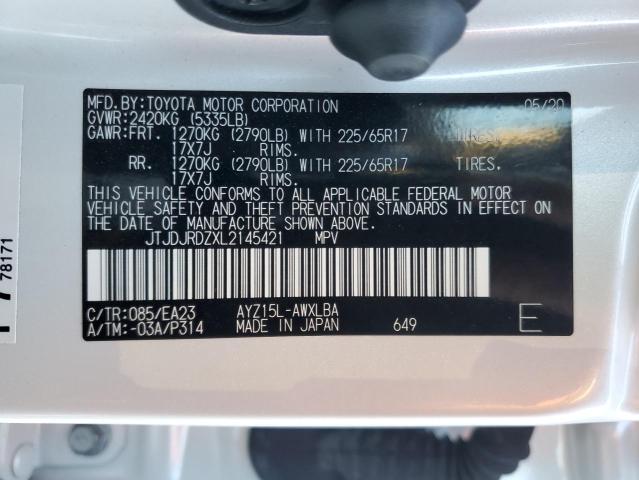 MFD.BY:TOYOTA MOTOR CORPORATION 05/20
GVWR:2420KG (5335LB)
GAWR:FRT. 1270KG (2790LB) WITH 225/65R17 TIRES,
17X7J RIMS.
RR. 1270KG (2790LB) WITH 225/65R17 TIRES.
17X7J RIMS.
THIS VEHICLE CONFORMS TO ALL APPLICABLE FEDERAL MOTOR
VEHICLE SAFETY AND THEFT PREVENTION STANDARDS IN EFFECT ON
THE DATE OF MANUFACTURE SHOWN ABOVE.
JTJDJRDZXL2145421 MPV
C/TR:085/EA23 AYZ15L-AWXLBA
A/TM:-03A/P314 MADE IN JAPAN 649 E
78171